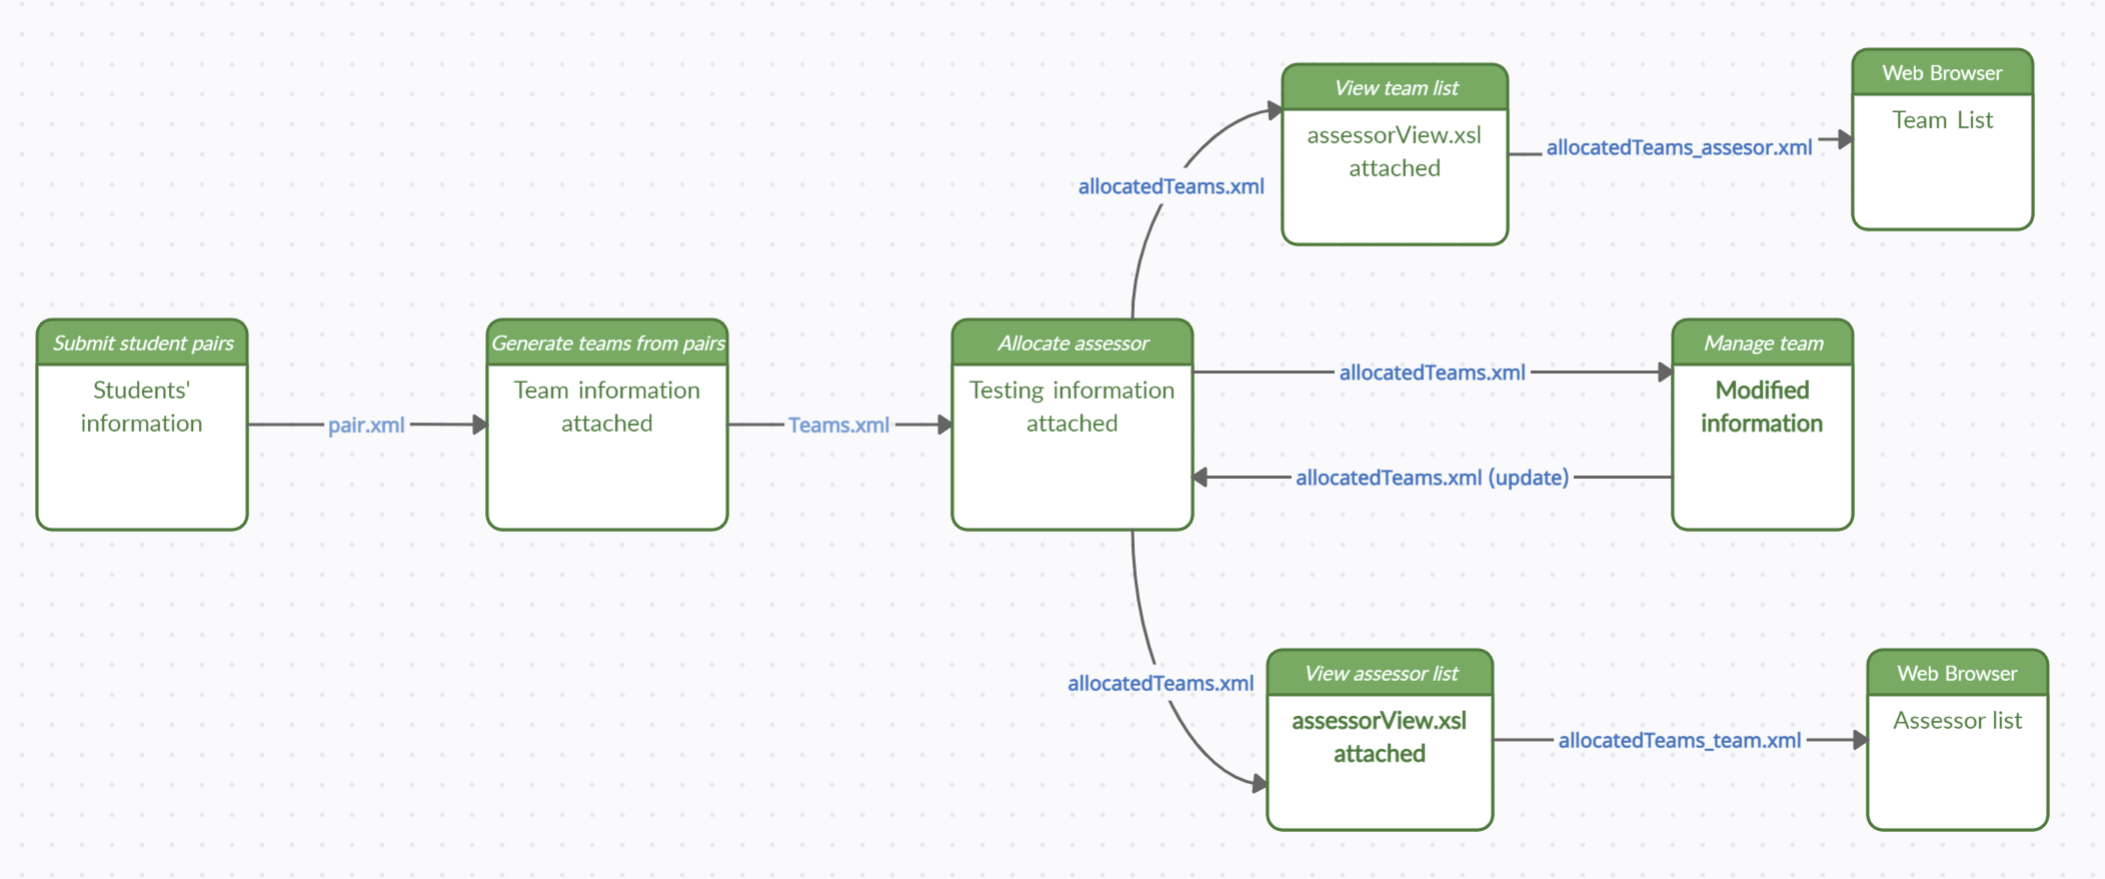 View team list
assessorView.xsl
attached
allocatedTeams_assesor.xml
Web Browser
Team List
allocatedTeams.xml
Submit student pairs
Students'
information
pair.xml
Generate teams from pairs
Team information
attached
Teams.xml
Allocate assessor
Testing information
attached
allocatedTeams.xml
allocatedTeams.xml (update)
Manage team
Modified
information
allocatedTeams.xml
View assessor list
assessorView.xsl
attached
allocatedTeams_team.xml
Web Browser
Assessor list